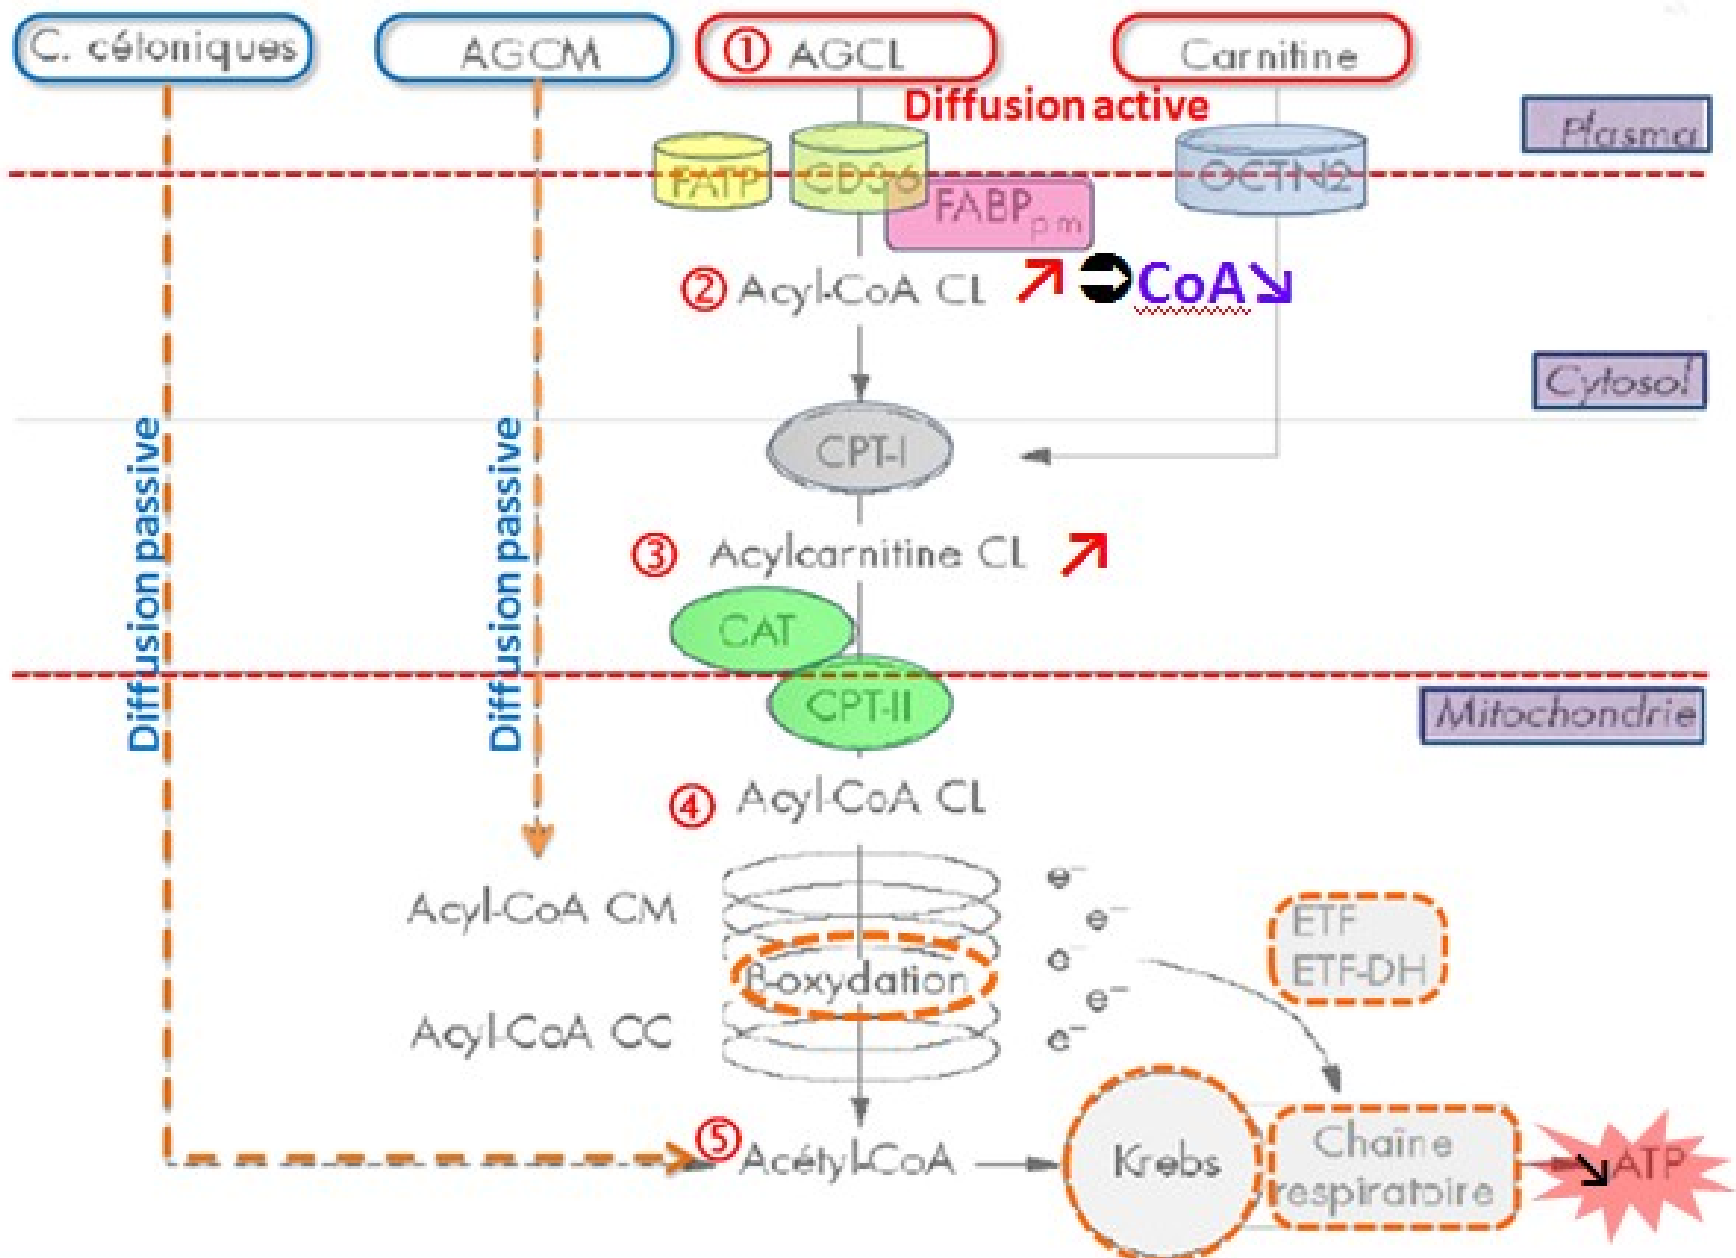 C. cétoniques
AGCM
① AGCL
Carnitine
Diffusion active
Plasma
FATP
CD36
OCTN2
FABPpm
② Acyl-CoA CL ↗ ➲ CoA ↘
Cytosol
CPT-I
Diffusion passive
Diffusion passive
③ Acylcarnitine CL ↗
CAT
CPT-II
Mitochondrie
④ Acyl-CoA CL
e⁻
Acyl-CoA CM
e⁻
ETF
ETF-DH
e⁻
β-oxydation
e⁻
Acyl-CoA CC
e⁻
⑤ Acétyl-CoA
Krebs
Chaîne
respiratoire
↘ ATP